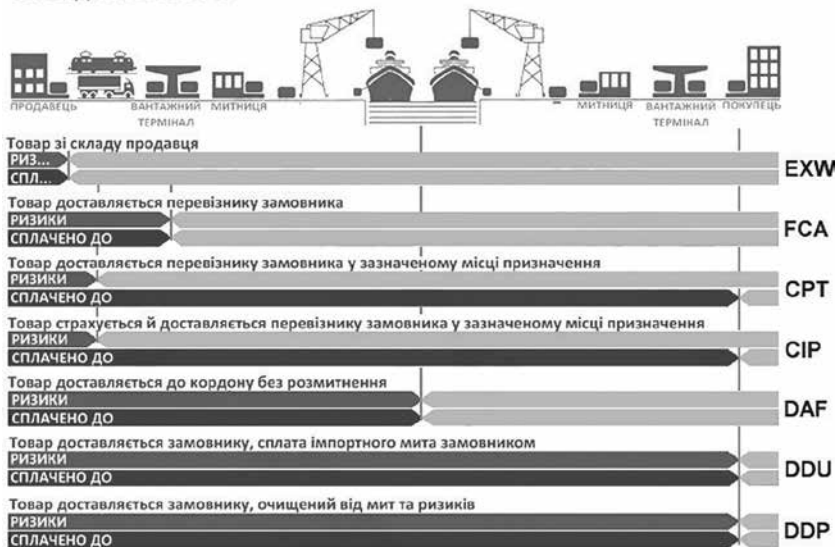 ПРОДАВЕЦЬ ВАНТАЖНИЙ ТЕРМІНАЛ МИТНИЦЯ МИТНИЦЯ ВАНТАЖНИЙ ТЕРМІНАЛ ПОКУПЕЦЬ
Товар зі складу продавця
РИЗ...
СПЛ...
EXW
Товар доставляється перевізнику замовника
РИЗИКИ
СПЛАЧЕНО ДО
FCA
Товар доставляється перевізнику замовника у зазначеному місці призначення
РИЗИКИ
СПЛАЧЕНО ДО
CPT
Товар страхується й доставляється перевізнику замовника у зазначеному місці призначення
РИЗИКИ
СПЛАЧЕНО ДО
CIP
Товар доставляється до кордону без розмитнення
РИЗИКИ
СПЛАЧЕНО ДО
DAF
Товар доставляється замовнику, сплата імпортного мита замовником
РИЗИКИ
СПЛАЧЕНО ДО
DDU
Товар доставляється замовнику, очищений від мит та ризиків
РИЗИКИ
СПЛАЧЕНО ДО
DDP